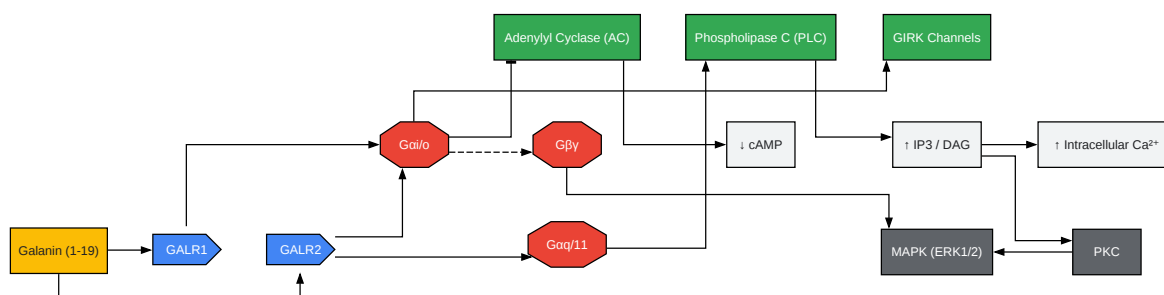 Adenylyl Cyclase (AC)
Phospholipase C (PLC)
GIRK Channels
Gαi/o
Gβγ
↓ cAMP
↑ IP3 / DAG
↑ Intracellular Ca²⁺
Galanin (1-19)
GALR1
GALR2
Gαq/11
MAPK (ERK1/2)
PKC